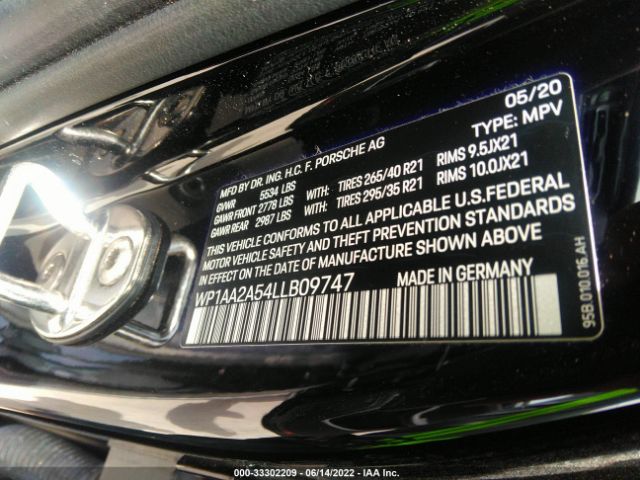 05/20
MFD BY DR. ING. H.C. F. PORSCHE AG TYPE: MPV
GVWR 5534 LBS
GAWR FRONT 2778 LBS WITH: TIRES 265/40 R21 RIMS 9.5JX21
GAWR REAR 2987 LBS WITH: TIRES 295/35 R21 RIMS 10.0JX21
THIS VEHICLE CONFORMS TO ALL APPLICABLE U.S.FEDERAL
MOTOR VEHICLE SAFETY AND THEFT PREVENTION STANDARDS
IN EFFECT ON THE DATE OF MANUFACTURE SHOWN ABOVE
WP1AA2A54LLB09747 MADE IN GERMANY
95B.010.016.AH
000-33302209 - 06/14/2022 - IAA Inc.